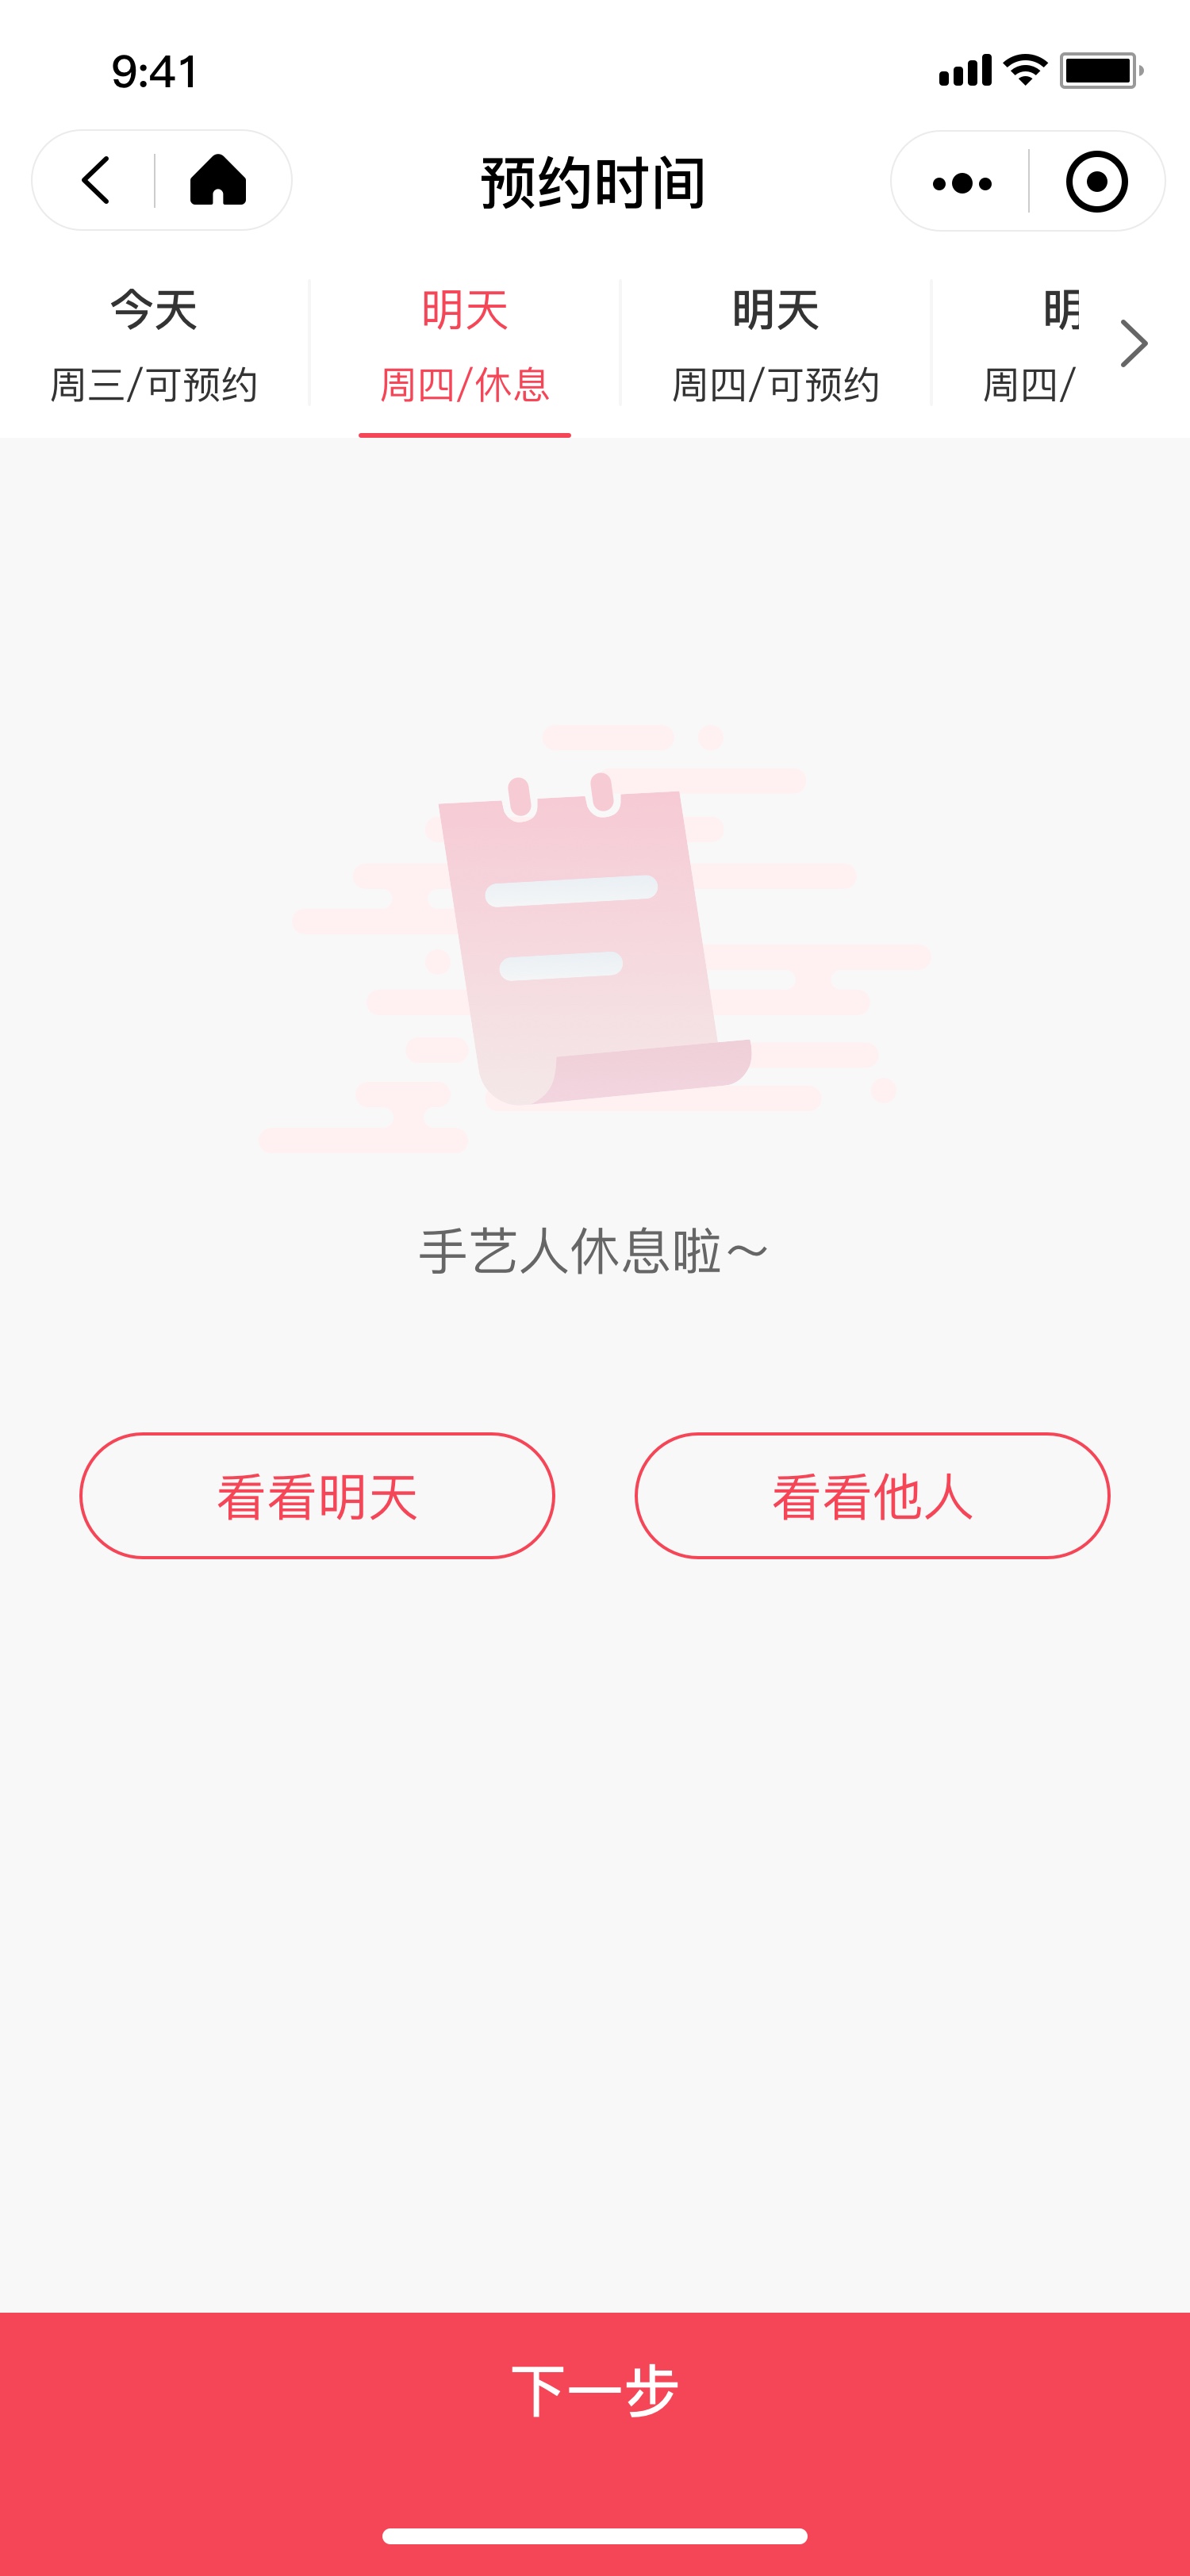 9:41
预约时间
今天 明天 明天 明
周三/可预约 周四/休息 周四/可预约 周四/
手艺人休息啦~
看看明天 看看他人
下一步